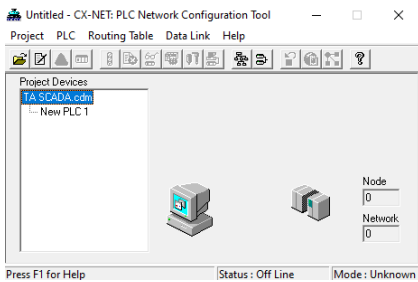 Untitled - CX-NET: PLC Network Configuration Tool
Project PLC Routing Table Data Link Help
Project Devices
TA SCADA.cdm
New PLC 1
Node
0
Network
0
Press F1 for Help
Status : Off Line
Mode : Unknown